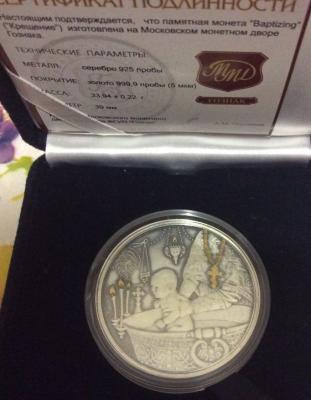 СЕРТИФИКАТ ПОДЛИННОСТИ
Настоящим подтверждается, что памятная монета "Baptizing"
("Крещение") изготовлена на Московском монетном дворе
Гознака.
ТЕХНИЧЕСКИЕ ПАРАМЕТРЫ:
МЕТАЛЛ: серебро 925 пробы
ПОКРЫТИЕ: золото 999,9 пробы (5 мкм)
МАССА: 33,94 ± 0,22 г
39 мм
ММД
ГОЗНАК